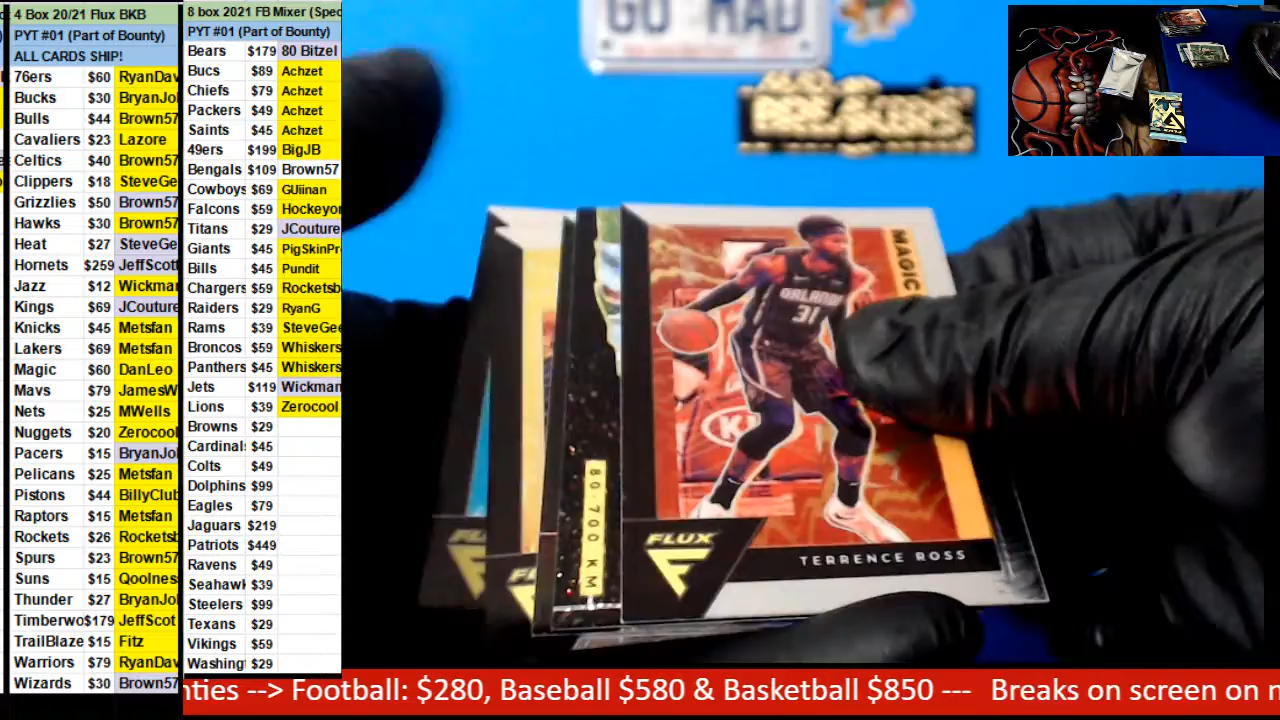 4 Box 20/21 Flux BKB
PYT #01 (Part of Bounty)
ALL CARDS SHIP!
76ers $60 RyanDav
Bucks $30 BryanJol
Bulls $44 Brown57
Cavaliers $23 Lazore
Celtics $40 Brown57
Clippers $18 SteveGe
Grizzlies $50 Brown57
Hawks $30 Brown57
Heat $27 SteveGe
Hornets $259 JeffScott
Jazz $12 Wickmar
Kings $69 JCouture
Knicks $45 Metsfan
Lakers $69 Metsfan
Magic $60 DanLeo
Mavs $79 JamesW
Nets $25 MWells
Nuggets $20 Zerocool
Pacers $15 BryanJol
Pelicans $25 Metsfan
Pistons $44 BillyClub
Raptors $15 Metsfan
Rockets $26 Rocketsb
Spurs $23 Brown57
Suns $15 Qoolnes
Thunder $27 BryanJol
Timberwo $179 JeffScot
TrailBlaze $15 Fitz
Warriors $79 RyanDav
Wizards $30 Brown57
8 box 2021 FB Mixer (Spec
PYT #01 (Part of Bounty)
Bears $179 80 Bitzel
Bucs $89 Achzet
Chiefs $79 Achzet
Packers $49 Achzet
Saints $45 Achzet
49ers $199 BigJB
Bengals $109 Brown57
Cowboys $69 GUiinan
Falcons $59 Hockeyor
Titans $29 JCouture
Giants $45 PigSkinPr
Bills $45 Pundit
Chargers $59 Rocketsb
Raiders $29 RyanG
Rams $39 SteveGee
Broncos $59 Whiskers
Panthers $45 Whiskers
Jets $119 Wickman
Lions $39 Zerocool
Browns $29
Cardinals $45
Colts $49
Dolphins $99
Eagles $79
Jaguars $219
Patriots $449
Ravens $49
Seahawk $39
Steelers $99
Texans $29
Vikings $59
Washing $29
GO MAD
BREAKERS
MAGIC
ORLANDO
31
KI
80-700 KM
FLUX
TERRENCE ROSS
nties --> Football: $280, Baseball $580 & Basketball $850 --- Breaks on screen on n